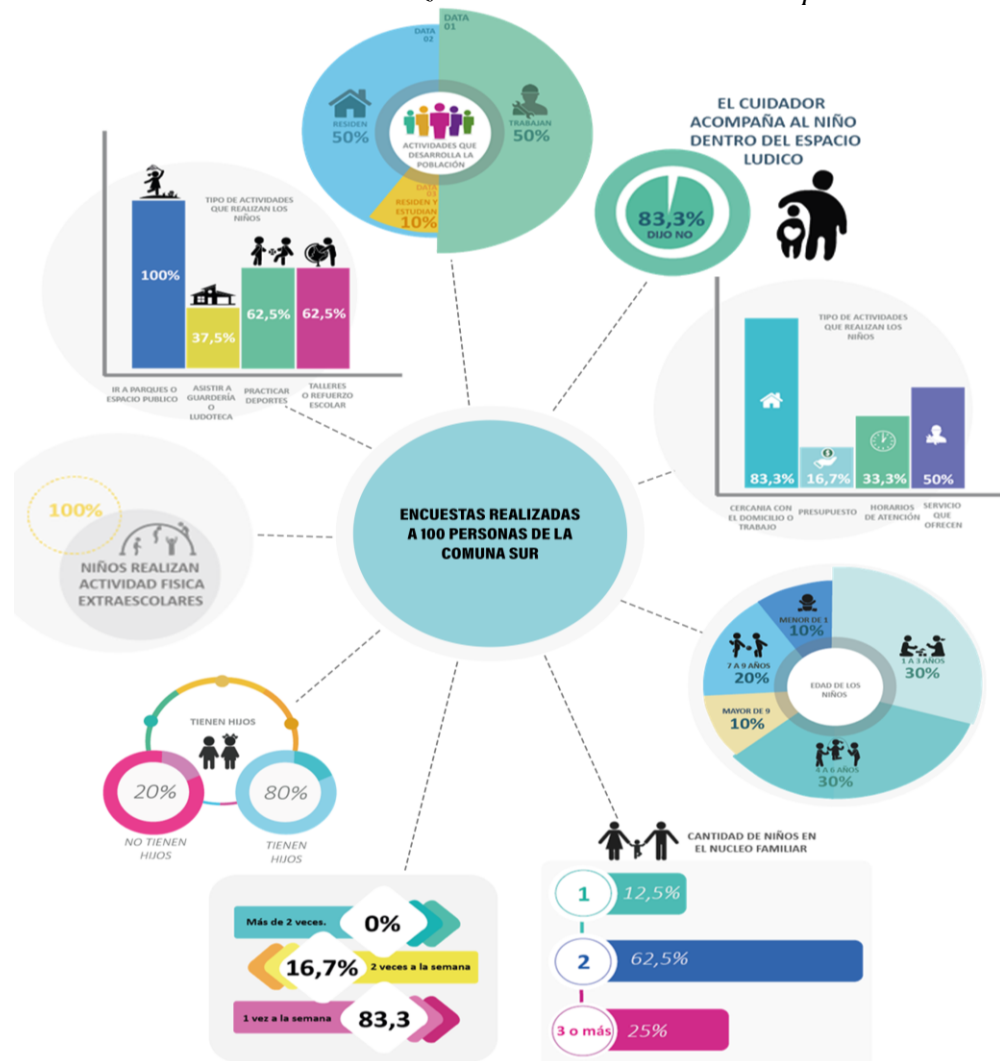 DATA
01
DATA
02
RESIDEN
50%
TRABAJAN
50%
ACTIVIDADES QUE
DESARROLLA LA
POBLACIÓN
DATA
03
RESIDEN Y
ESTUDIAN
10%
EL CUIDADOR
ACOMPAÑA AL NIÑO
DENTRO DEL ESPACIO
LUDICO
83,3%
DIJO NO
TIPO DE ACTIVIDADES
QUE REALIZAN LOS
NIÑOS
100%
37,5%
62,5%
62,5%
IR A PARQUES O
ESPACIO PUBLICO
ASISTIR A
GUARDERÍA
O
LUDOTECA
PRACTICAR
DEPORTES
TALLERES
O REFUERZO
ESCOLAR
TIPO DE ACTIVIDADES
QUE REALIZAN LOS
NIÑOS
83,3%
16,7%
33,3%
50%
CERCANIA CON
EL DOMICILIO O
TRABAJO
PRESUPUESTO
HORARIOS
DE ATENCIÓN
SERVICIO
QUE
OFRECEN
100%
NIÑOS REALIZAN
ACTIVIDAD FISICA
EXTRAESCOLARES
ENCUESTAS REALIZADAS
A 100 PERSONAS DE LA
COMUNA SUR
MENOR DE 1
10%
1 A 3 AÑOS
30%
7 A 9 AÑOS
20%
EDAD DE LOS
NIÑOS
MAYOR DE 9
10%
4 A 6 AÑOS
30%
TIENEN HIJOS
20%
80%
NO TIENEN
HIJOS
TIENEN
HIJOS
CANTIDAD DE NIÑOS EN
EL NUCLEO FAMILIAR
1
12,5%
2
62,5%
3 o más
25%
Más de 2 veces.
0%
16,7%
2 veces a la semana
1 vez a la semana
83,3